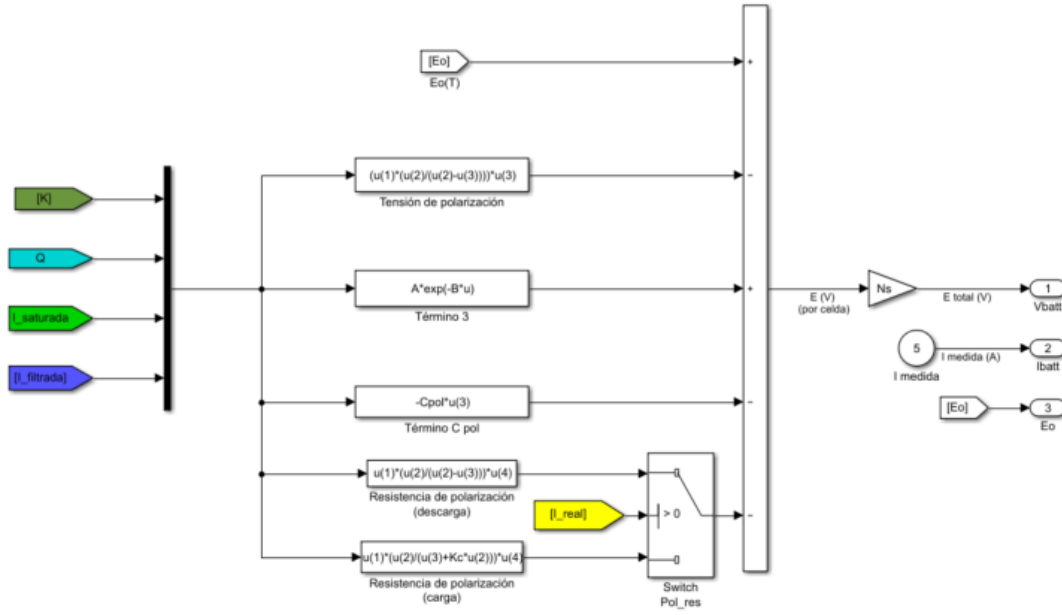 [Eo]
Eo(T)
+
[K]
Q
I_saturada
[I_filtrada]
(u(1)*(u(2)/(u(2)-u(3))))*u(3)
Tensión de polarización
−
A*exp(-B*u)
Término 3
+
E (V)
(por celda)
Ns
E total (V)
1
Vbatt
5
I medida
I medida (A)
2
Ibatt
[Eo]
3
Eo
-Cpol*u(3)
Término C pol
−
u(1)*(u(2)/(u(2)-u(3)))*u(4)
Resistencia de polarización
(descarga)
[I_real]
> 0
−
u(1)*(u(2)/(u(3)+Kc*u(2)))*u(4)
Resistencia de polarización
(carga)
Switch
Pol_res